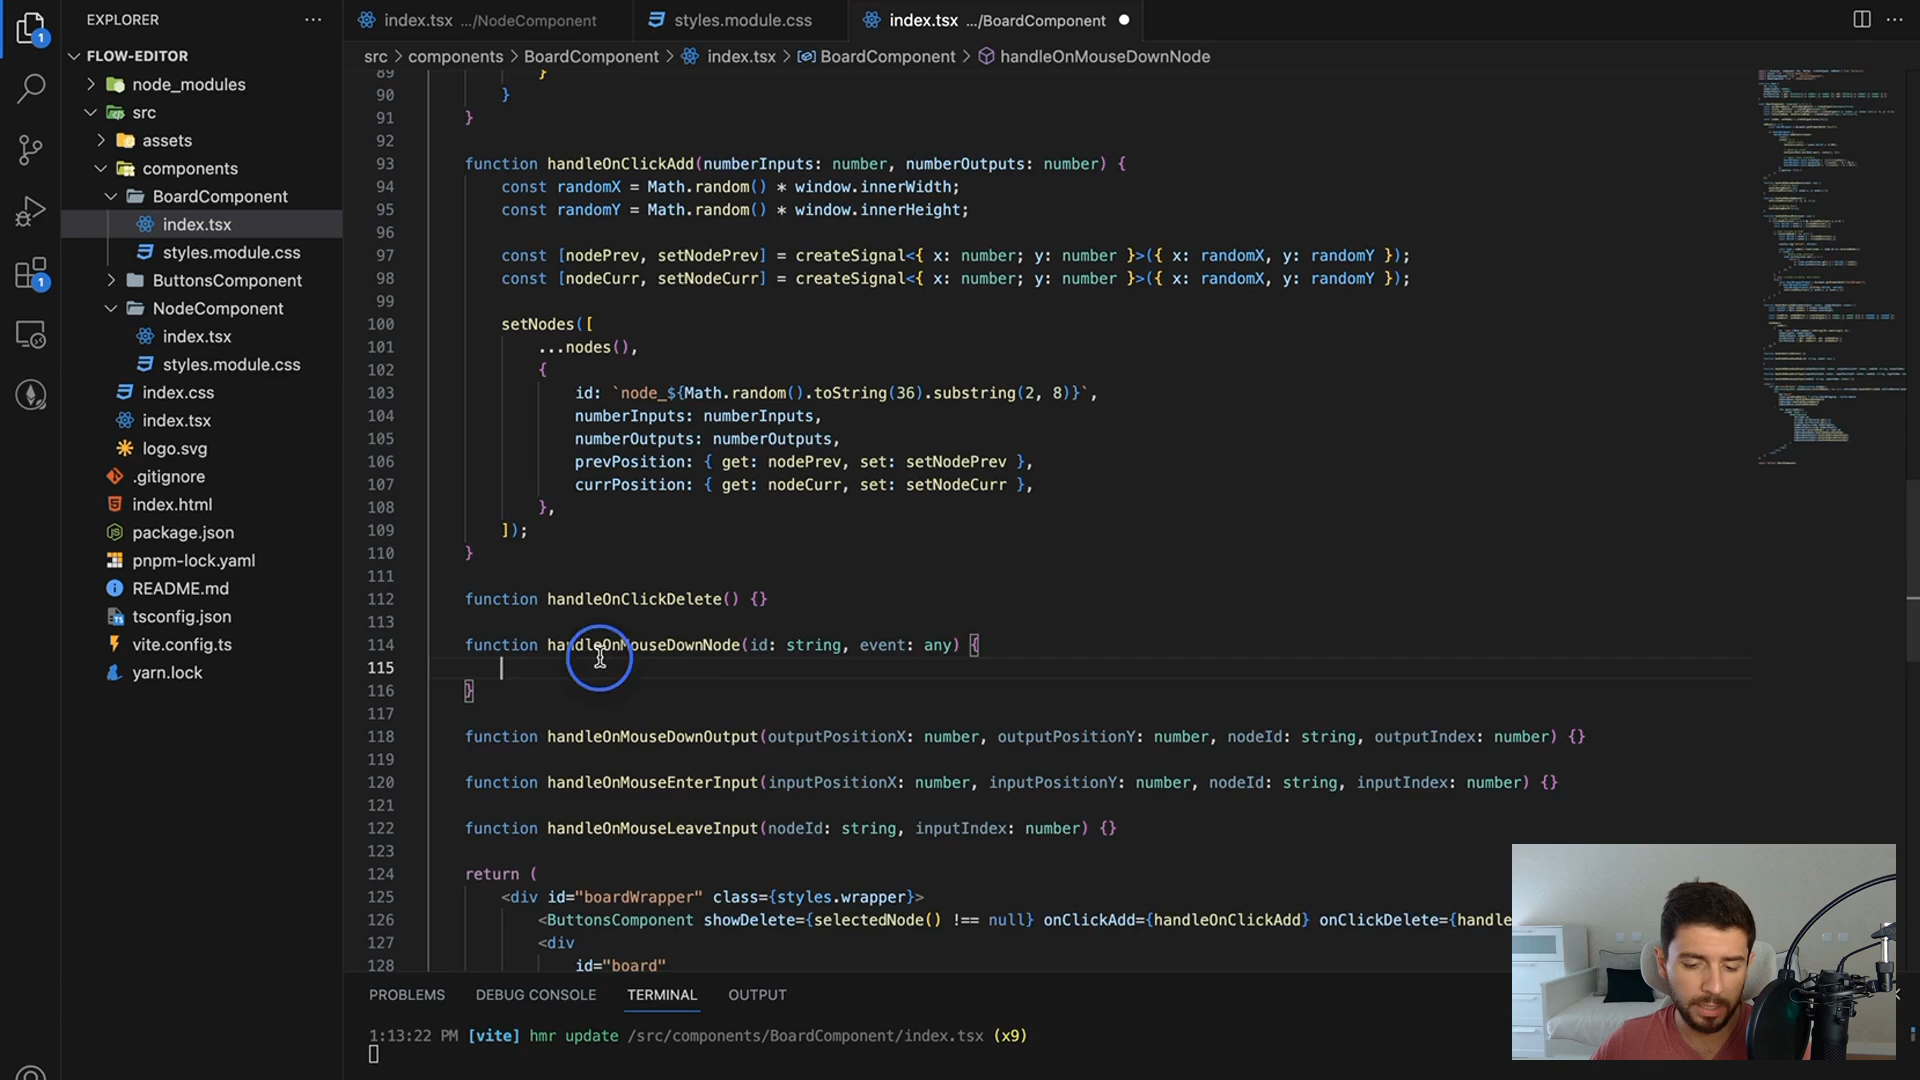 EXPLORER
FLOW-EDITOR
node_modules
src
assets
components
BoardComponent
index.tsx
styles.module.css
ButtonsComponent
NodeComponent
index.tsx
styles.module.css
index.css
index.tsx
logo.svg
.gitignore
index.html
package.json
pnpm-lock.yaml
README.md
tsconfig.json
vite.config.ts
yarn.lock
1
1
index.tsx .../NodeComponent
styles.module.css
index.tsx .../BoardComponent
src > components > BoardComponent > index.tsx > BoardComponent > handleOnMouseDownNode
89 }
90 }
91 }
92
93 function handleOnClickAdd(numberInputs: number, numberOutputs: number) {
94 const randomX = Math.random() * window.innerWidth;
95 const randomY = Math.random() * window.innerHeight;
96
97 const [nodePrev, setNodePrev] = createSignal<{ x: number; y: number }>({ x: randomX, y: randomY });
98 const [nodeCurr, setNodeCurr] = createSignal<{ x: number; y: number }>({ x: randomX, y: randomY });
99
100 setNodes([
101 ...nodes(),
102 {
103 id: `node_${Math.random().toString(36).substring(2, 8)}`,
104 numberInputs: numberInputs,
105 numberOutputs: numberOutputs,
106 prevPosition: { get: nodePrev, set: setNodePrev },
107 currPosition: { get: nodeCurr, set: setNodeCurr },
108 },
109 ]);
110 }
111
112 function handleOnClickDelete() {}
113
114 function handleOnMouseDownNode(id: string, event: any) {
115
116 }
117
118 function handleOnMouseDownOutput(outputPositionX: number, outputPositionY: number, nodeId: string, outputIndex: number) {}
119
120 function handleOnMouseEnterInput(inputPositionX: number, inputPositionY: number, nodeId: string, inputIndex: number) {}
121
122 function handleOnMouseLeaveInput(nodeId: string, inputIndex: number) {}
123
124 return (
125 <div id="boardWrapper" class={styles.wrapper}>
126 <ButtonsComponent showDelete={selectedNode() !== null} onClickAdd={handleOnClickAdd} onClickDelete={handle
127 <div
128 id="board"
PROBLEMS DEBUG CONSOLE TERMINAL OUTPUT
1:13:22 PM [vite] hmr update /src/components/BoardComponent/index.tsx (x9)